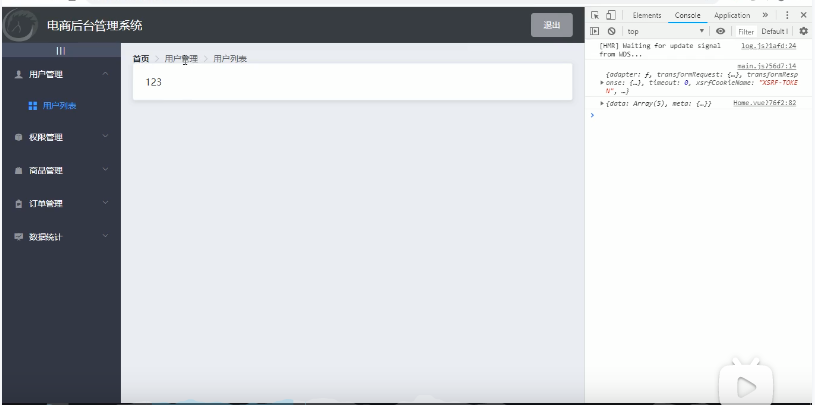 电商后台管理系统
退出
Elements Console Application »
top Filter Default l
|||
首页 > 用户管理 > 用户列表
[HMR] Waiting for update signal from WDS... log.js?1afd:24
用户管理
main.js?56d7:14
{adapter: ƒ, transformRequest: {…}, transformResp
onse: {…}, timeout: 0, xsrfCookieName: "XSRF-TOKE
N", …}
123
{data: Array(5), meta: {…}} Home.vue?76f2:82
用户列表
权限管理
商品管理
订单管理
数据统计